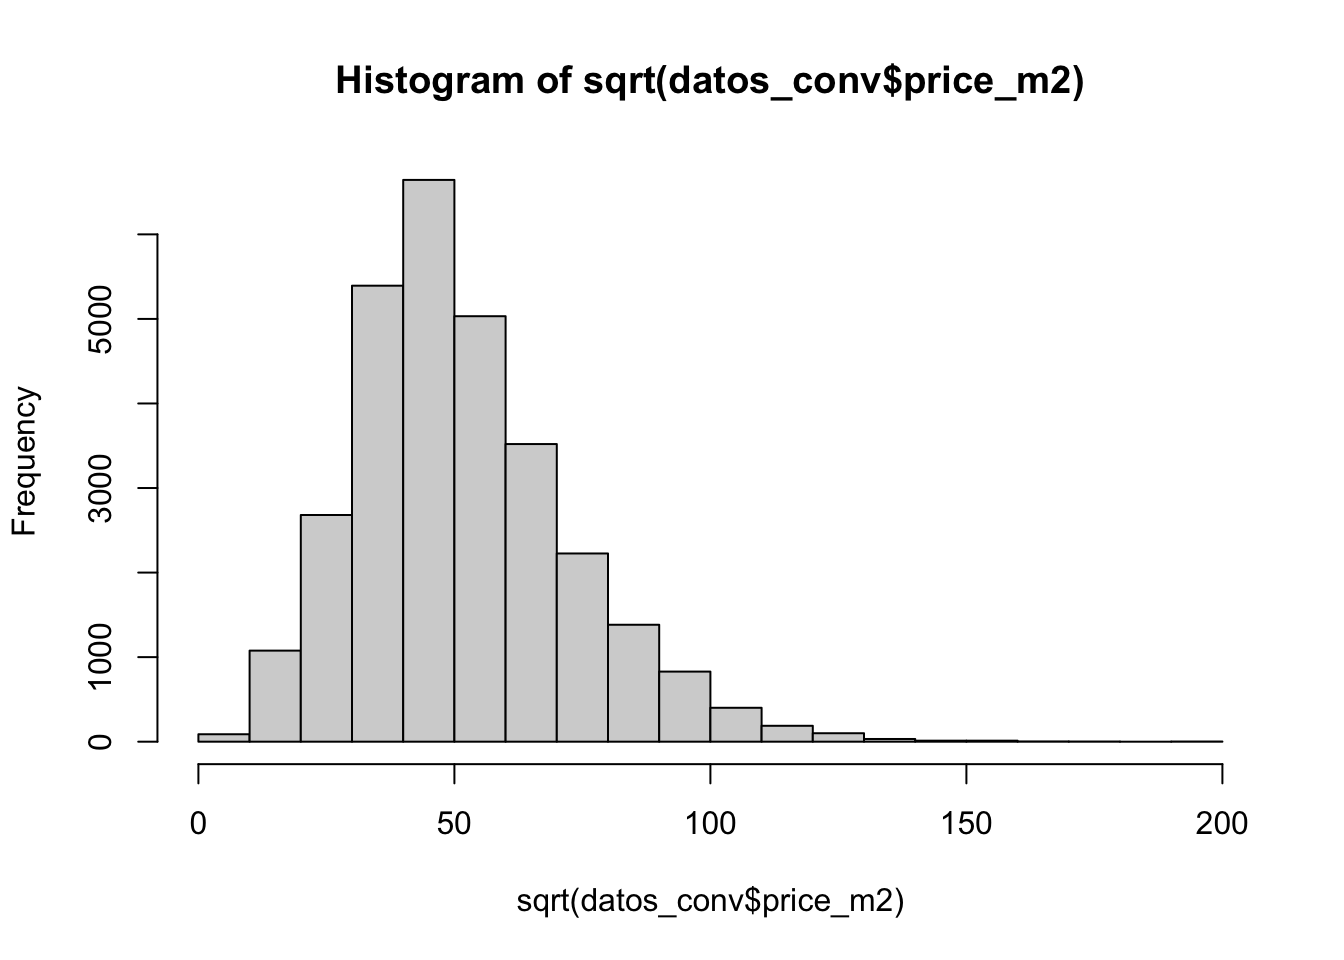 Histogram of sqrt(datos_conv$price_m2)
Frequency
5000
3000
1000
0
0 50 100 150 200
sqrt(datos_conv$price_m2)